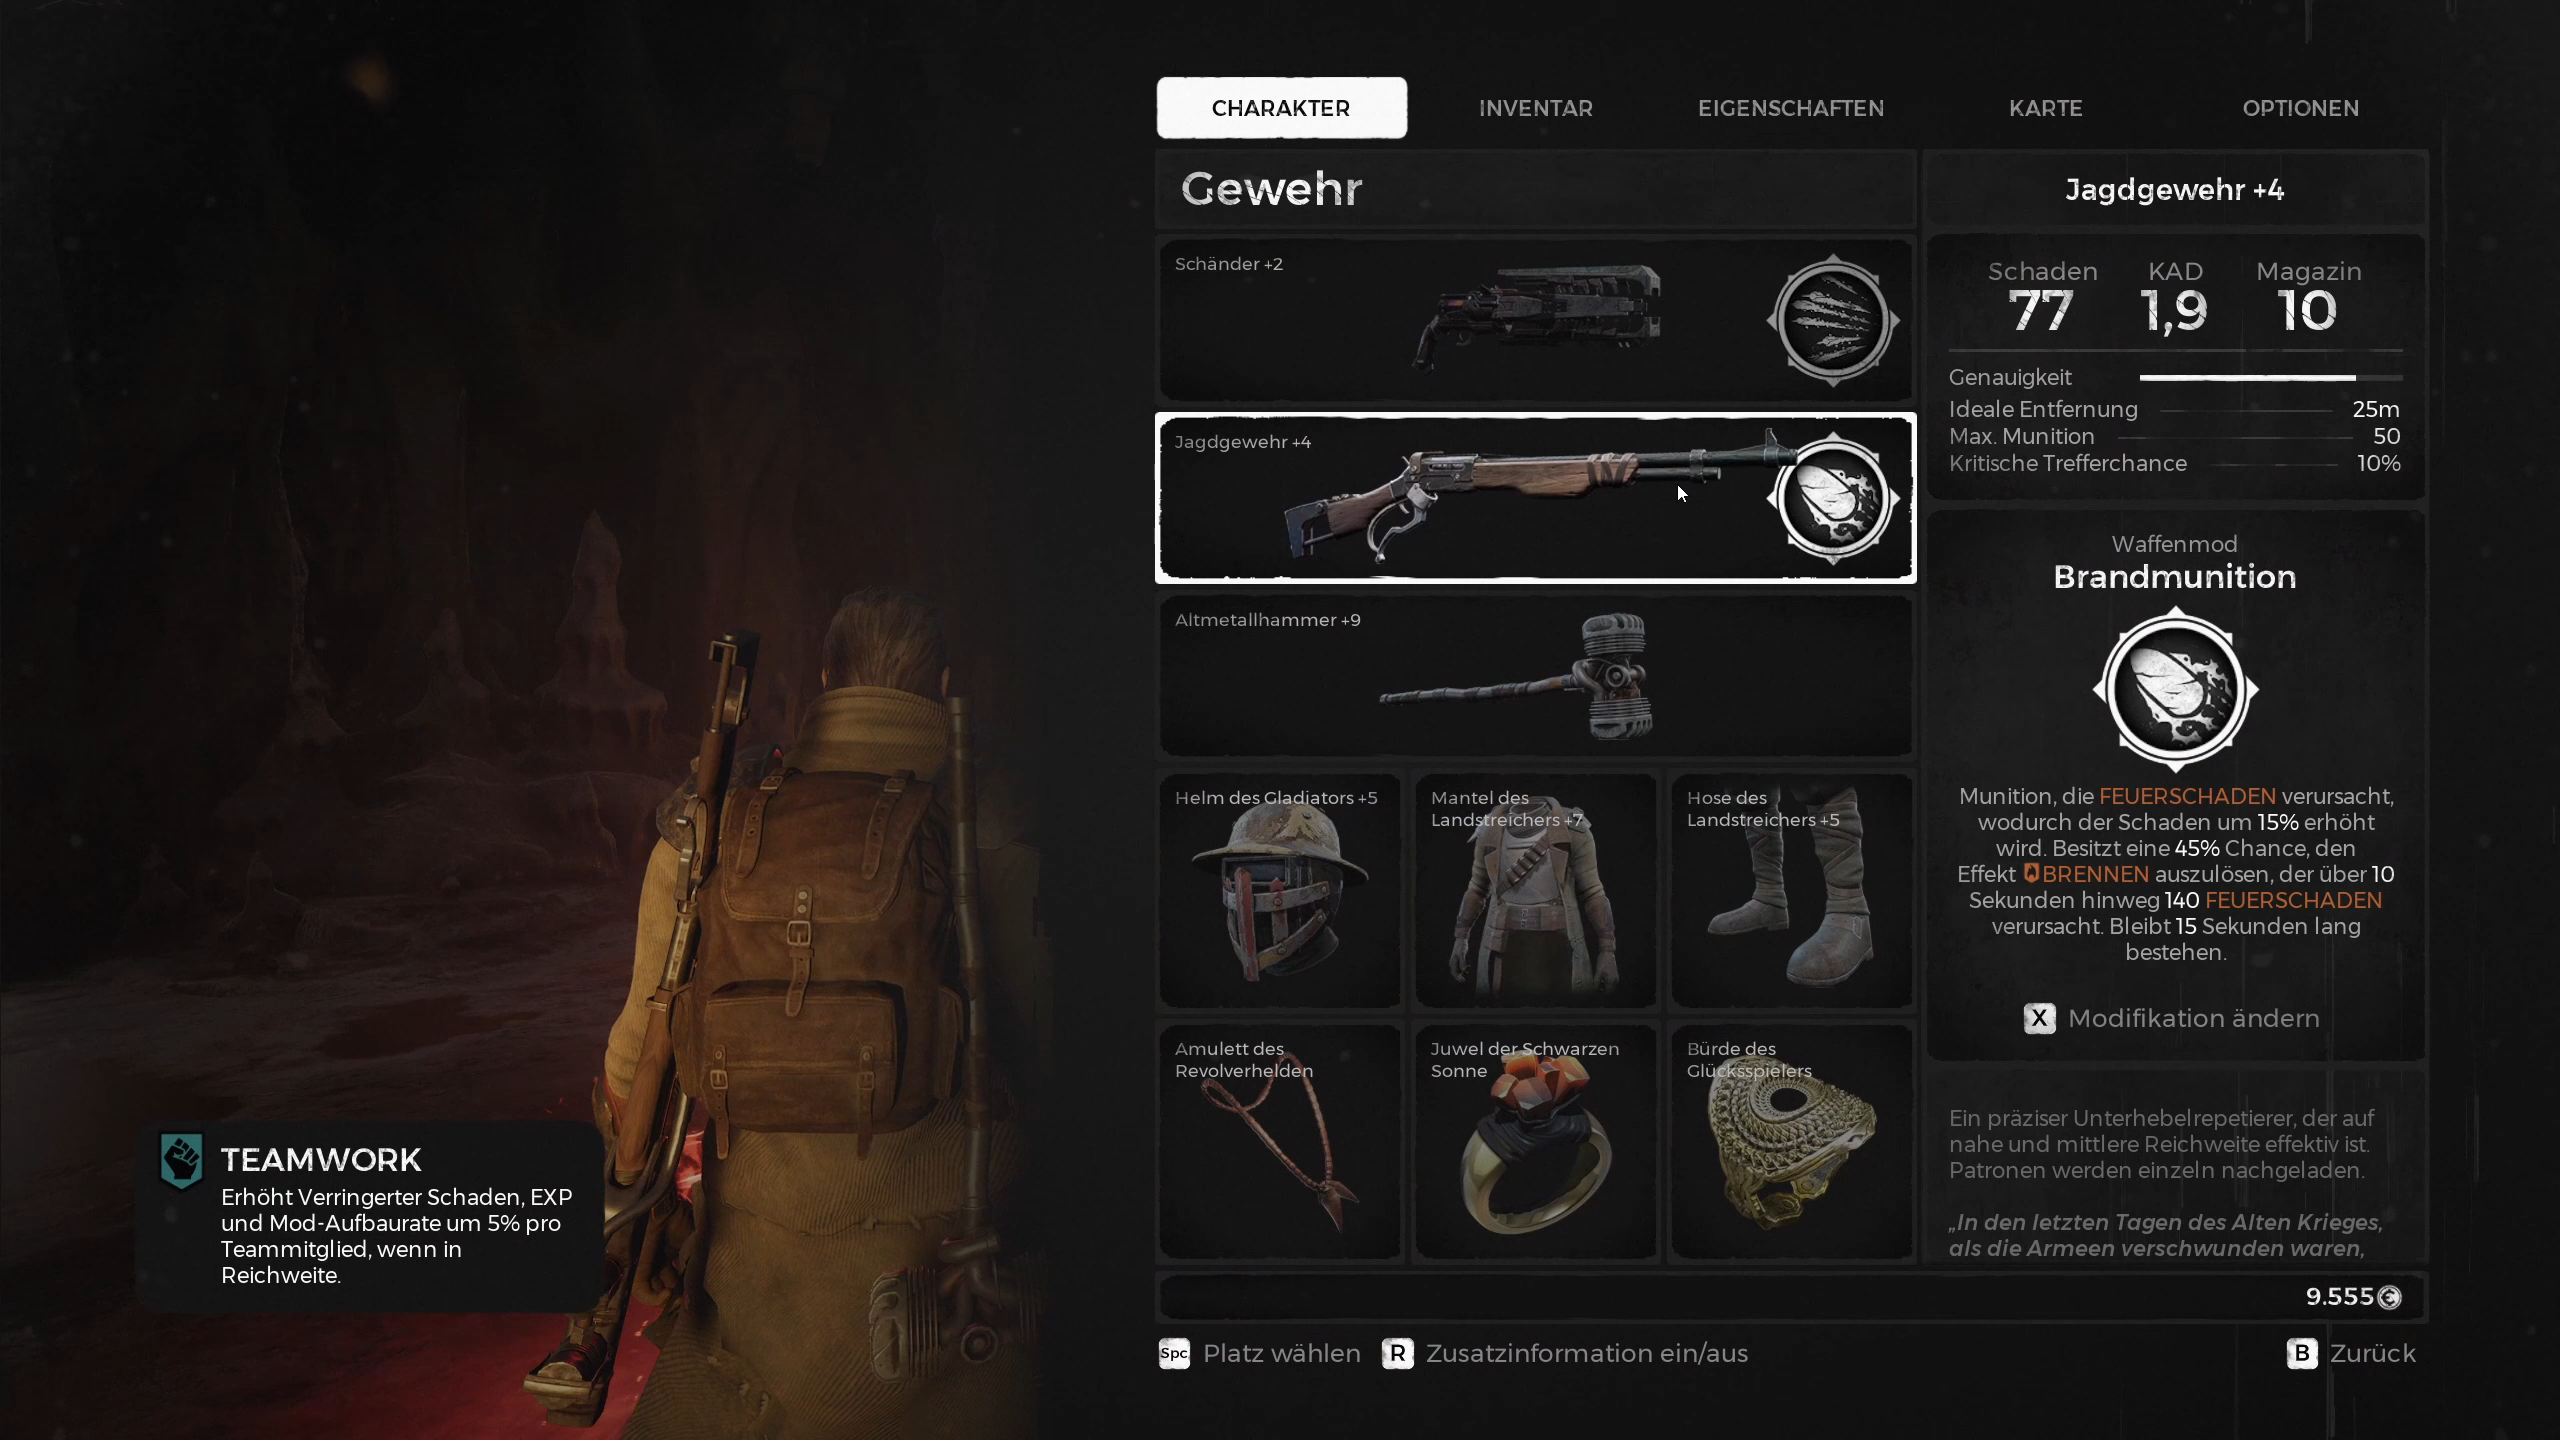 CHARAKTER
INVENTAR
EIGENSCHAFTEN
KARTE
OPTIONEN
Gewehr
Schänder +2
Jagdgewehr +4
Altmetallhammer +9
Helm des Gladiators +5
Mantel des
Landstreichers +7
Hose des
Landstreichers +5
Amulett des
Revolverhelden
Juwel der Schwarzen
Sonne
Bürde des
Glücksspielers
Jagdgewehr +4
Schaden
77
KAD
1,9
Magazin
10
Genauigkeit
Ideale Entfernung 25m
Max. Munition 50
Kritische Trefferchance 10%
Waffenmod
Brandmunition
Munition, die FEUERSCHADEN verursacht,
wodurch der Schaden um 15% erhöht
wird. Besitzt eine 45% Chance, den
Effekt BRENNEN auszulösen, der über 10
Sekunden hinweg 140 FEUERSCHADEN
verursacht. Bleibt 15 Sekunden lang
bestehen.
X Modifikation ändern
Ein präziser Unterhebelrepetierer, der auf
nahe und mittlere Reichweite effektiv ist.
Patronen werden einzeln nachgeladen.
„In den letzten Tagen des Alten Krieges,
als die Armeen verschwunden waren,
9.555
TEAMWORK
Erhöht Verringerter Schaden, EXP
und Mod-Aufbaurate um 5% pro
Teammitglied, wenn in
Reichweite.
Spc Platz wählen
R Zusatzinformation ein/aus
B Zurück